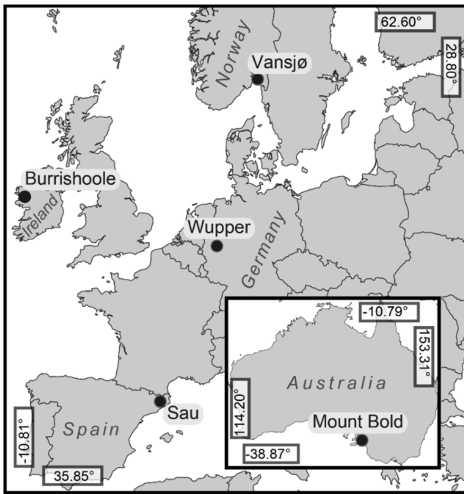 62.60°
28.80°
Norway
Vansjø
Burrishoole
Ireland
Wupper
Germany
-10.79°
153.31°
Australia
114.20°
Mount Bold
-38.87°
Sau
Spain
-10.81°
35.85°